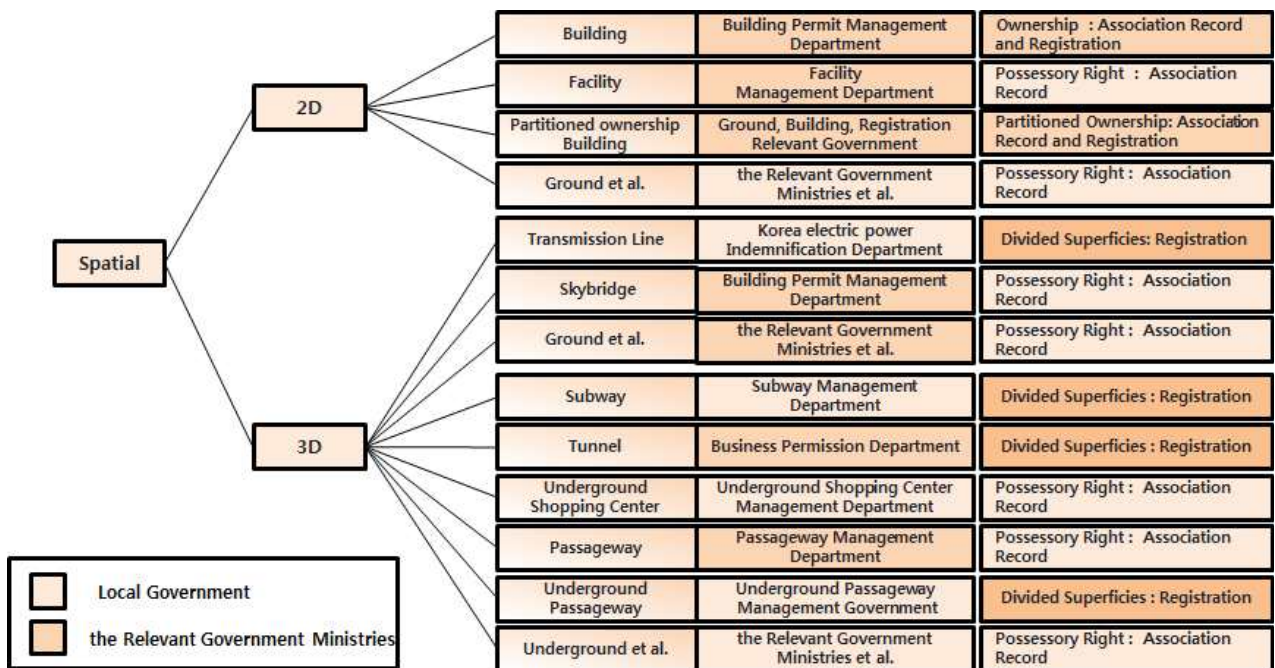 Spatial
2D
3D
Building
Building Permit Management
Department
Ownership : Association Record
and Registration
Facility
Facility
Management Department
Possessory Right : Association
Record
Partitioned ownership
Building
Ground, Building, Registration
Relevant Government
Partitioned Ownership: Association
Record and Registration
Ground et al.
the Relevant Government
Ministries et al.
Possessory Right : Association
Record
Transmission Line
Korea electric power
Indemnification Department
Divided Superficies: Registration
Skybridge
Building Permit Management
Department
Possessory Right : Association
Record
Ground et al.
the Relevant Government
Ministries et al.
Possessory Right : Association
Record
Subway
Subway Management
Department
Divided Superficies : Registration
Tunnel
Business Permission Department
Divided Superficies : Registration
Underground
Shopping Center
Underground Shopping Center
Management Department
Possessory Right : Association
Record
Passageway
Passageway Management
Department
Possessory Right : Association
Record
Underground
Passageway
Underground Passageway
Management Government
Divided Superficies : Registration
Underground et al.
the Relevant Government
Ministries et al.
Possessory Right : Association
Record
Local Government
the Relevant Government Ministries